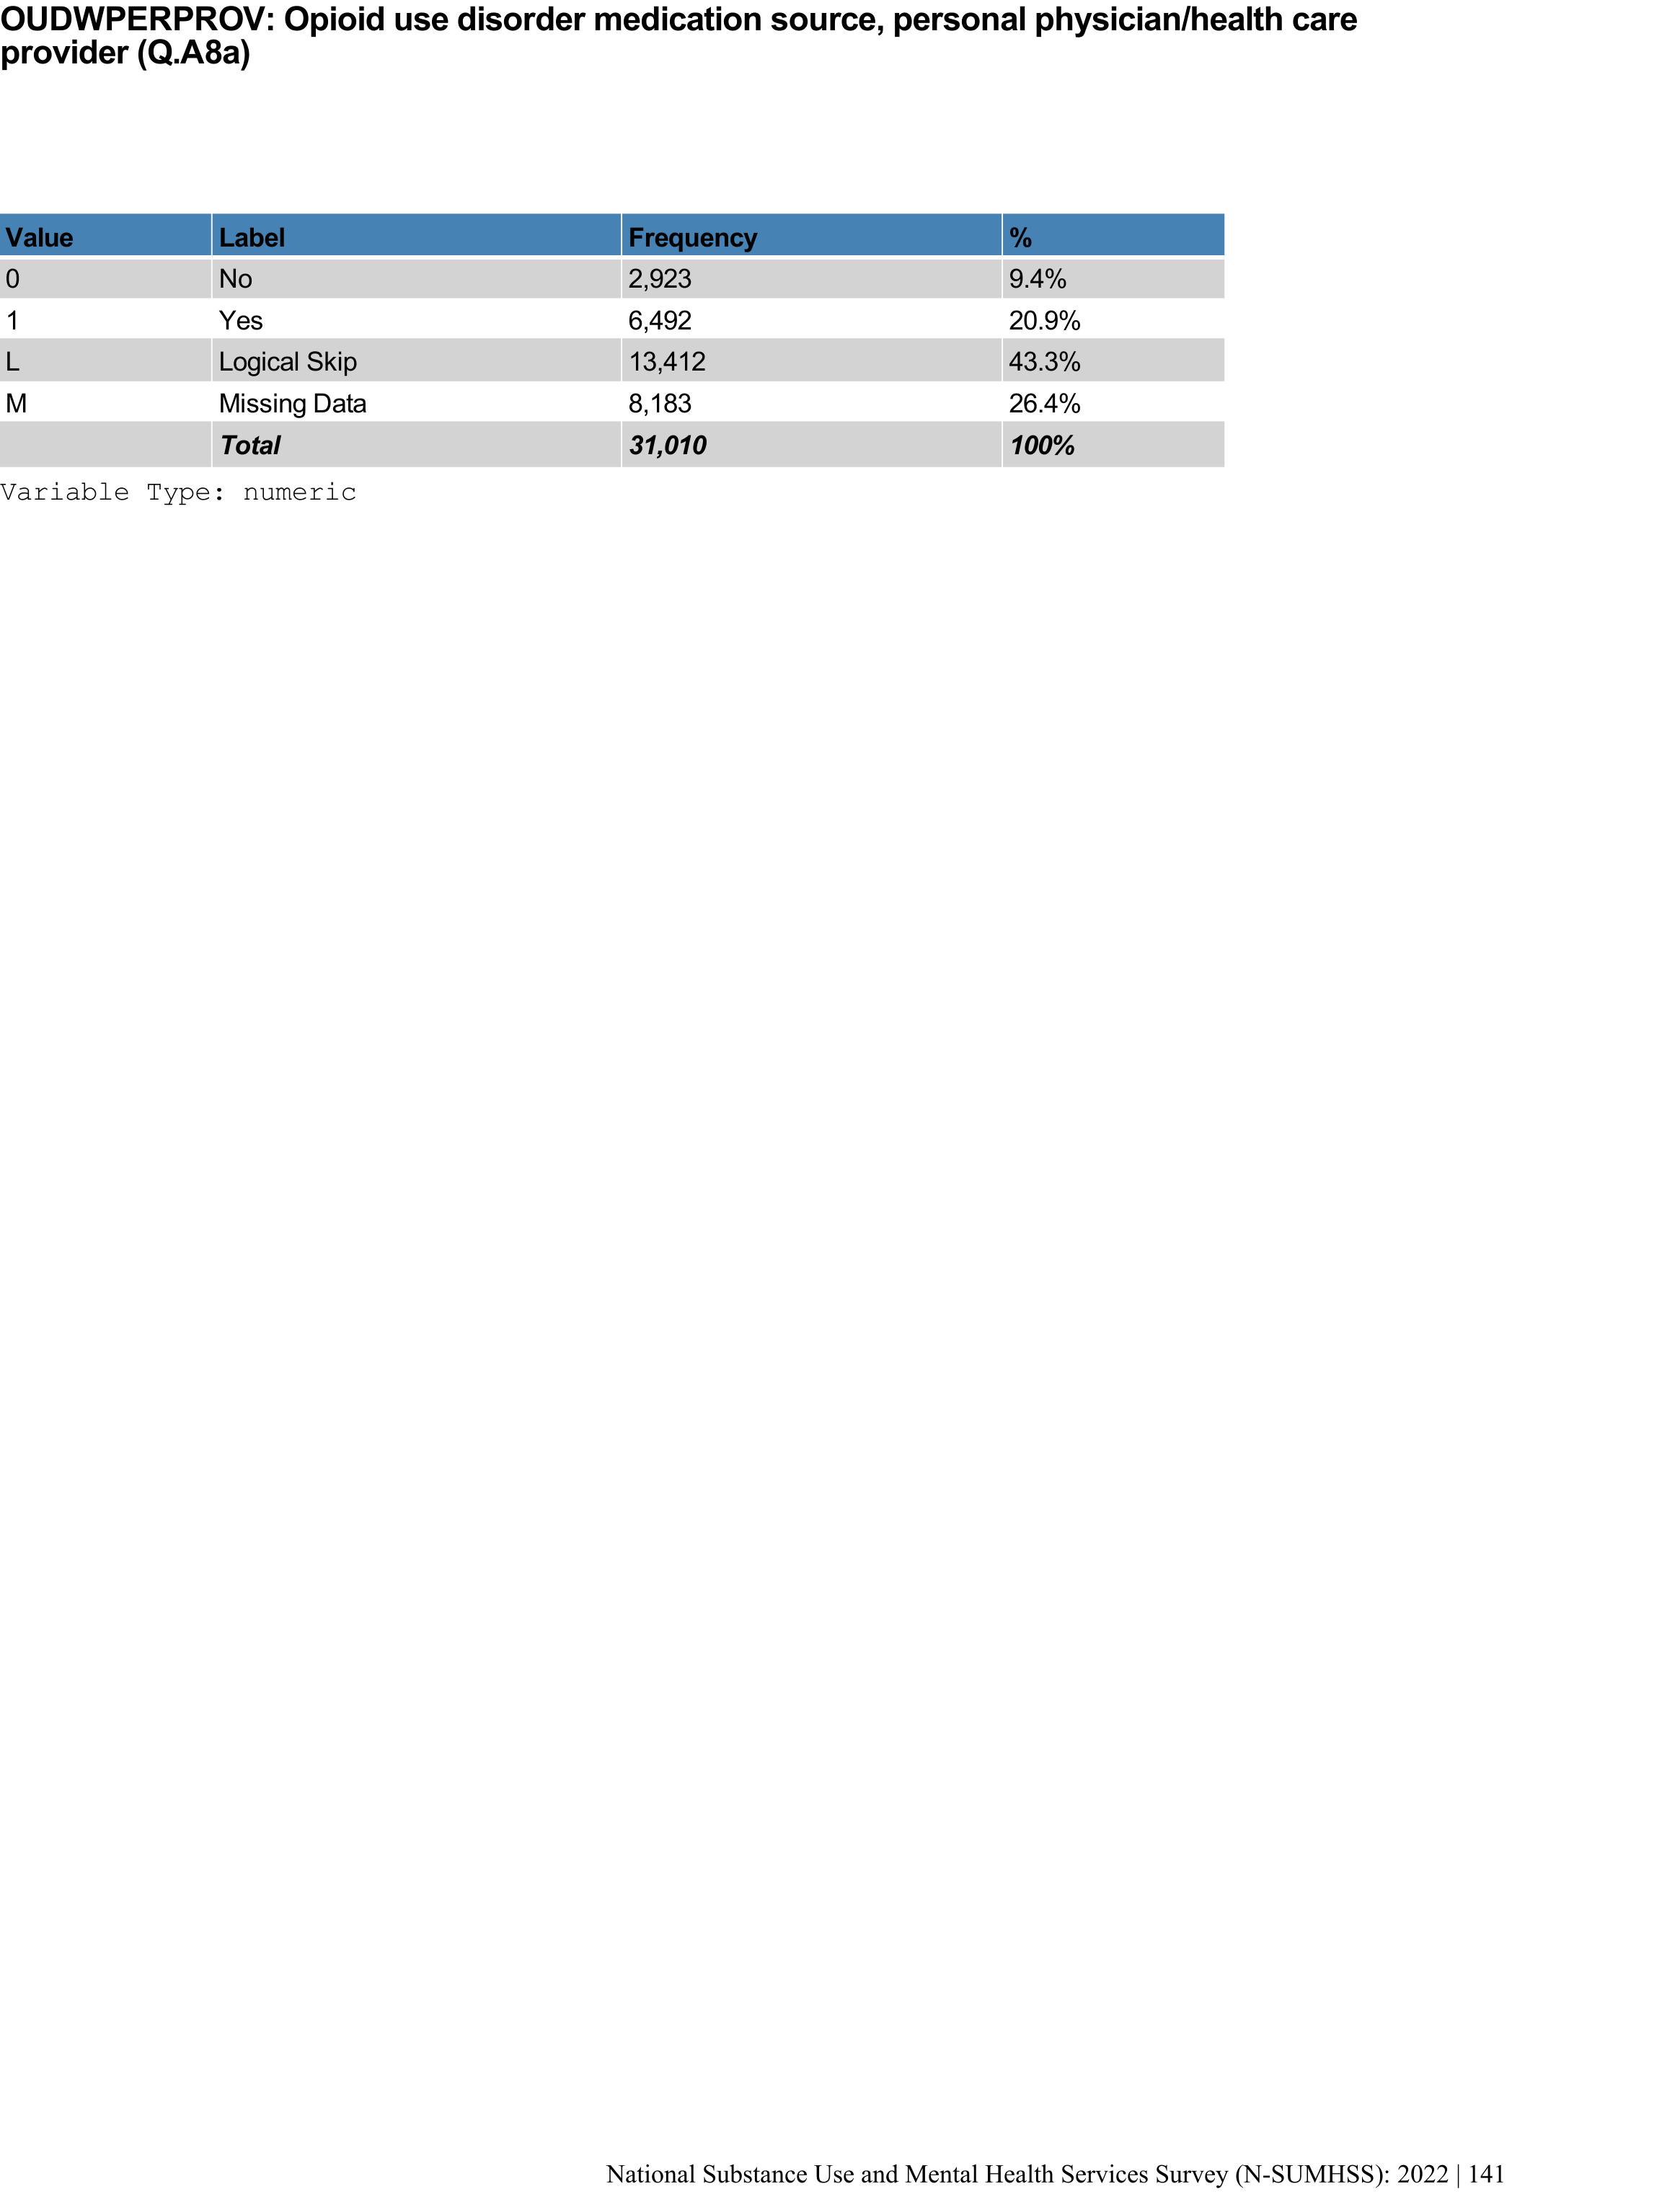 OUDWPERPROV: Opioid use disorder medication source, personal physician/health care
provider (Q.A8a)
Value Label Frequency %
0 No 2,923 9.4%
1 Yes 6,492 20.9%
L Logical Skip 13,412 43.3%
M Missing Data 8,183 26.4%
Total 31,010 100%
Variable Type: numeric
National Substance Use and Mental Health Services Survey (N-SUMHSS): 2022 | 141